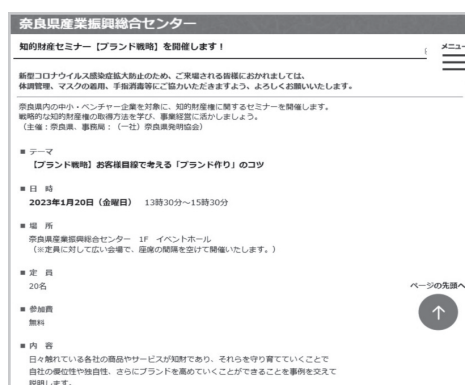 奈良県産業振興総合センター
知的財産セミナー【ブランド戦略】を開催します！
メニュー
新型コロナウイルス感染症拡大防止のため、ご来場される皆様におかれましては、
体調管理、マスクの着用、手指消毒等にご協力いただきますよう、よろしくお願いいたします。
奈良県内の中小・ベンチャー企業を対象に、知的財産権に関するセミナーを開催します。
戦略的な知的財産権の取得方法を学び、事業経営に活かしましょう。
（主催：奈良県、事務局：（一社）奈良県発明協会）
■ テーマ
【ブランド戦略】お客様目線で考える「ブランド作り」のコツ
■ 日 時
2023年1月20日（金曜日） 13時30分～15時30分
■ 場 所
奈良県産業振興総合センター 1F イベントホール
（※定員に対して広い会場で、座席の間隔を空けて開催いたします。）
■ 定 員
20名
ページの先頭へ
■ 参加費
無料
■ 内 容
日々触れている各社の商品やサービスが知財であり、それらを守り育てていくことで
自社の優位性や独自性、さらにブランドを高めていくことができることを事例を交えて
説明します。